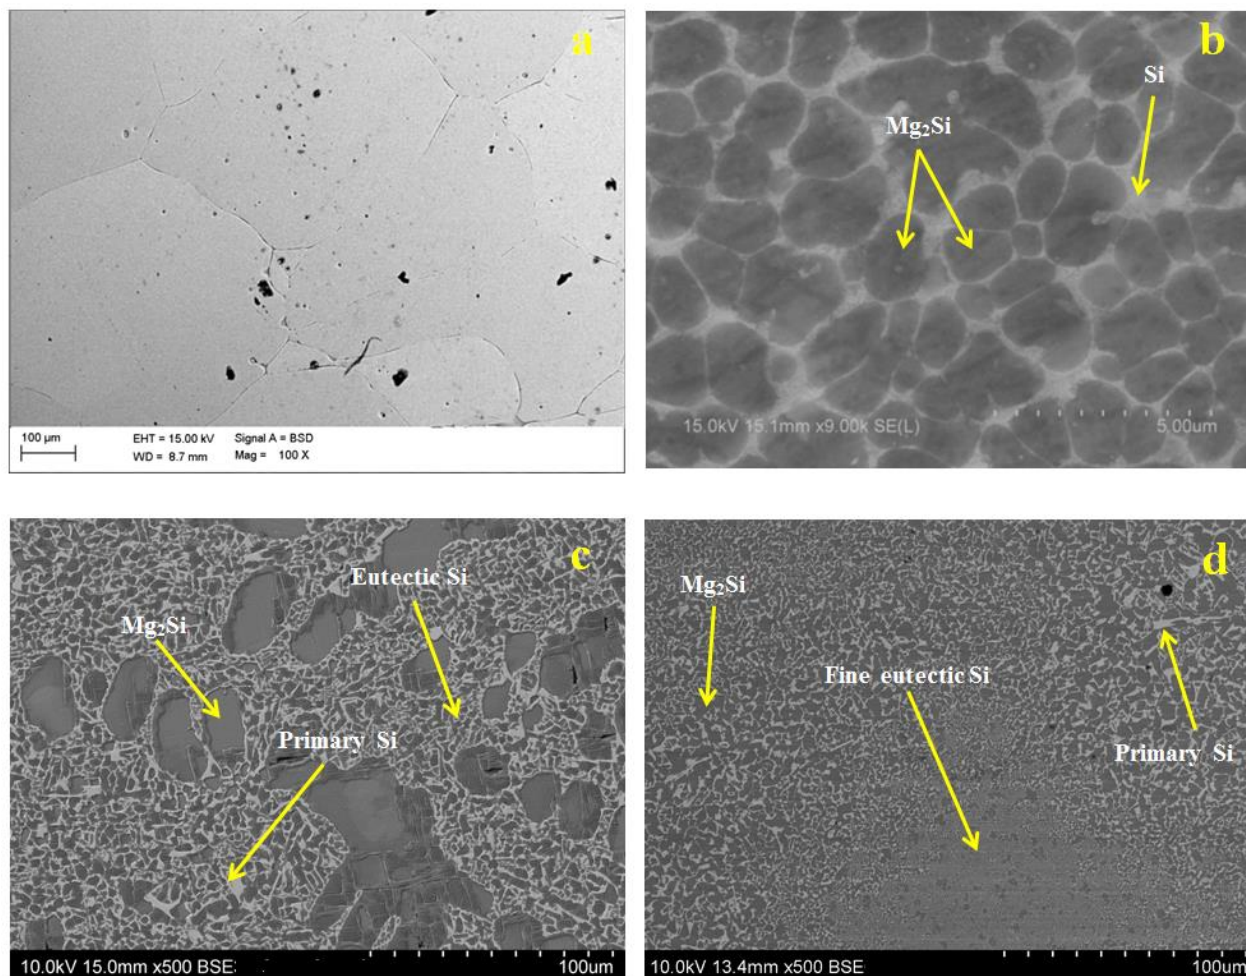 a
100 µm
EHT = 15.00 kV Signal A = BSD
WD = 8.7 mm Mag = 100 X
b
Si
Mg₂Si
15.0kV 15.1mm x9.00k SE(L)
5.00um
c
Eutectic Si
Mg₂Si
Primary Si
10.0kV 15.0mm x500 BSE
100um
d
Mg₂Si
Fine eutectic Si
Primary Si
10.0kV 13.4mm x500 BSE
100um